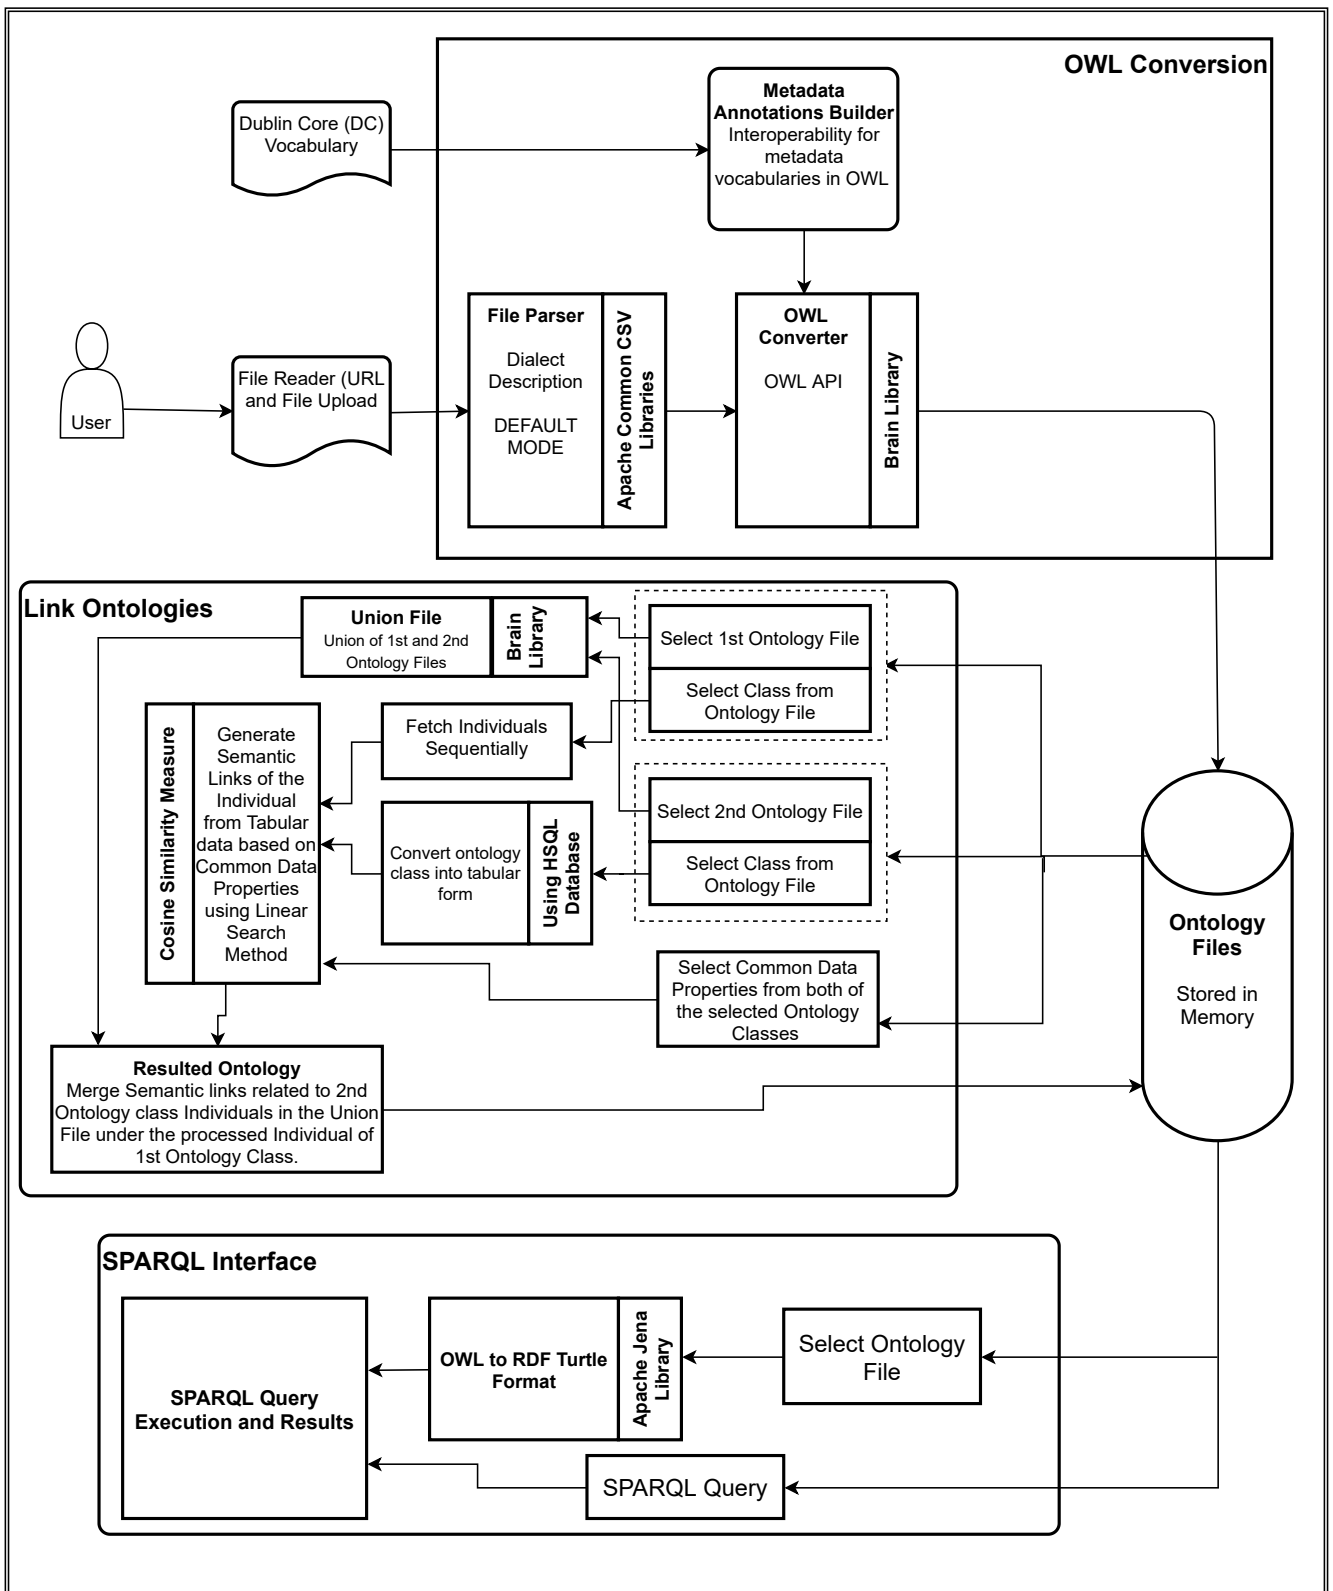 OWL Conversion
Metadata
Annotations Builder
Interoperability for
metadata
vocabularies in OWL
Dublin Core (DC)
Vocabulary
User
File Reader (URL
and File Upload
File Parser
Dialect
Description
DEFAULT
MODE
Apache Common CSV
Libraries
OWL
Converter
OWL API
Brain Library
Link Ontologies
Union File
Union of 1st and 2nd
Ontology Files
Brain
Library
Select 1st Ontology File
Select Class from
Ontology File
Fetch Individuals
Sequentially
Cosine Similarity Measure
Generate
Semantic
Links of the
Individual
from Tabular
data based on
Common Data
Properties
using Linear
Search
Method
Convert ontology
class into tabular
form
Using HSQL
Database
Select 2nd Ontology File
Select Class from
Ontology File
Select Common Data
Properties from both of
the selected Ontology
Classes
Ontology
Files
Stored in
Memory
Resulted Ontology
Merge Semantic links related to 2nd
Ontology class Individuals in the Union
File under the processed Individual of
1st Ontology Class.
SPARQL Interface
SPARQL Query
Execution and Results
OWL to RDF Turtle
Format
Apache Jena
Library
Select Ontology
File
SPARQL Query